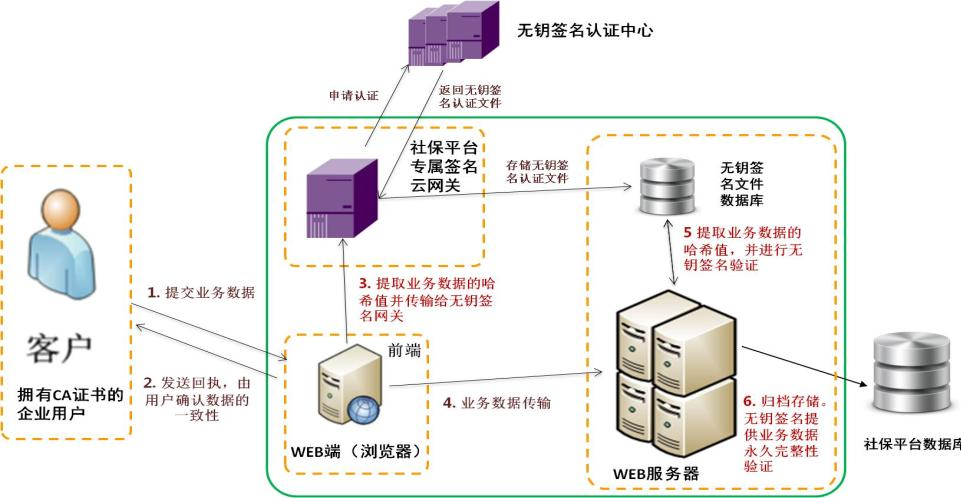 无钥签名认证中心
申请认证
返回无钥签
名认证文件
社保平台
专属签名
云网关
存储无钥签
名认证文件
无钥签
名文件
数据库
5 提取业务数据的
哈希值，并进行无
钥签名验证
1. 提交业务数据
3. 提取业务数据的哈
希值并传输给无钥签
名网关
客户
拥有CA证书的
企业用户
2. 发送回执，由
用户确认数据的
一致性
前端
WEB端（浏览器）
4. 业务数据传输
6. 归档存储。
无钥签名提
供业务数据
永久完整性
验证
WEB服务器
社保平台数据库